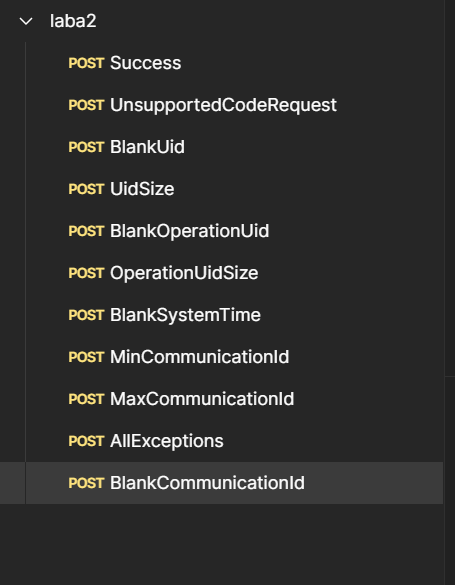 laba2
POST Success
POST UnsupportedCodeRequest
POST BlankUid
POST UidSize
POST BlankOperationUid
POST OperationUidSize
POST BlankSystemTime
POST MinCommunicationId
POST MaxCommunicationId
POST AllExceptions
POST BlankCommunicationId